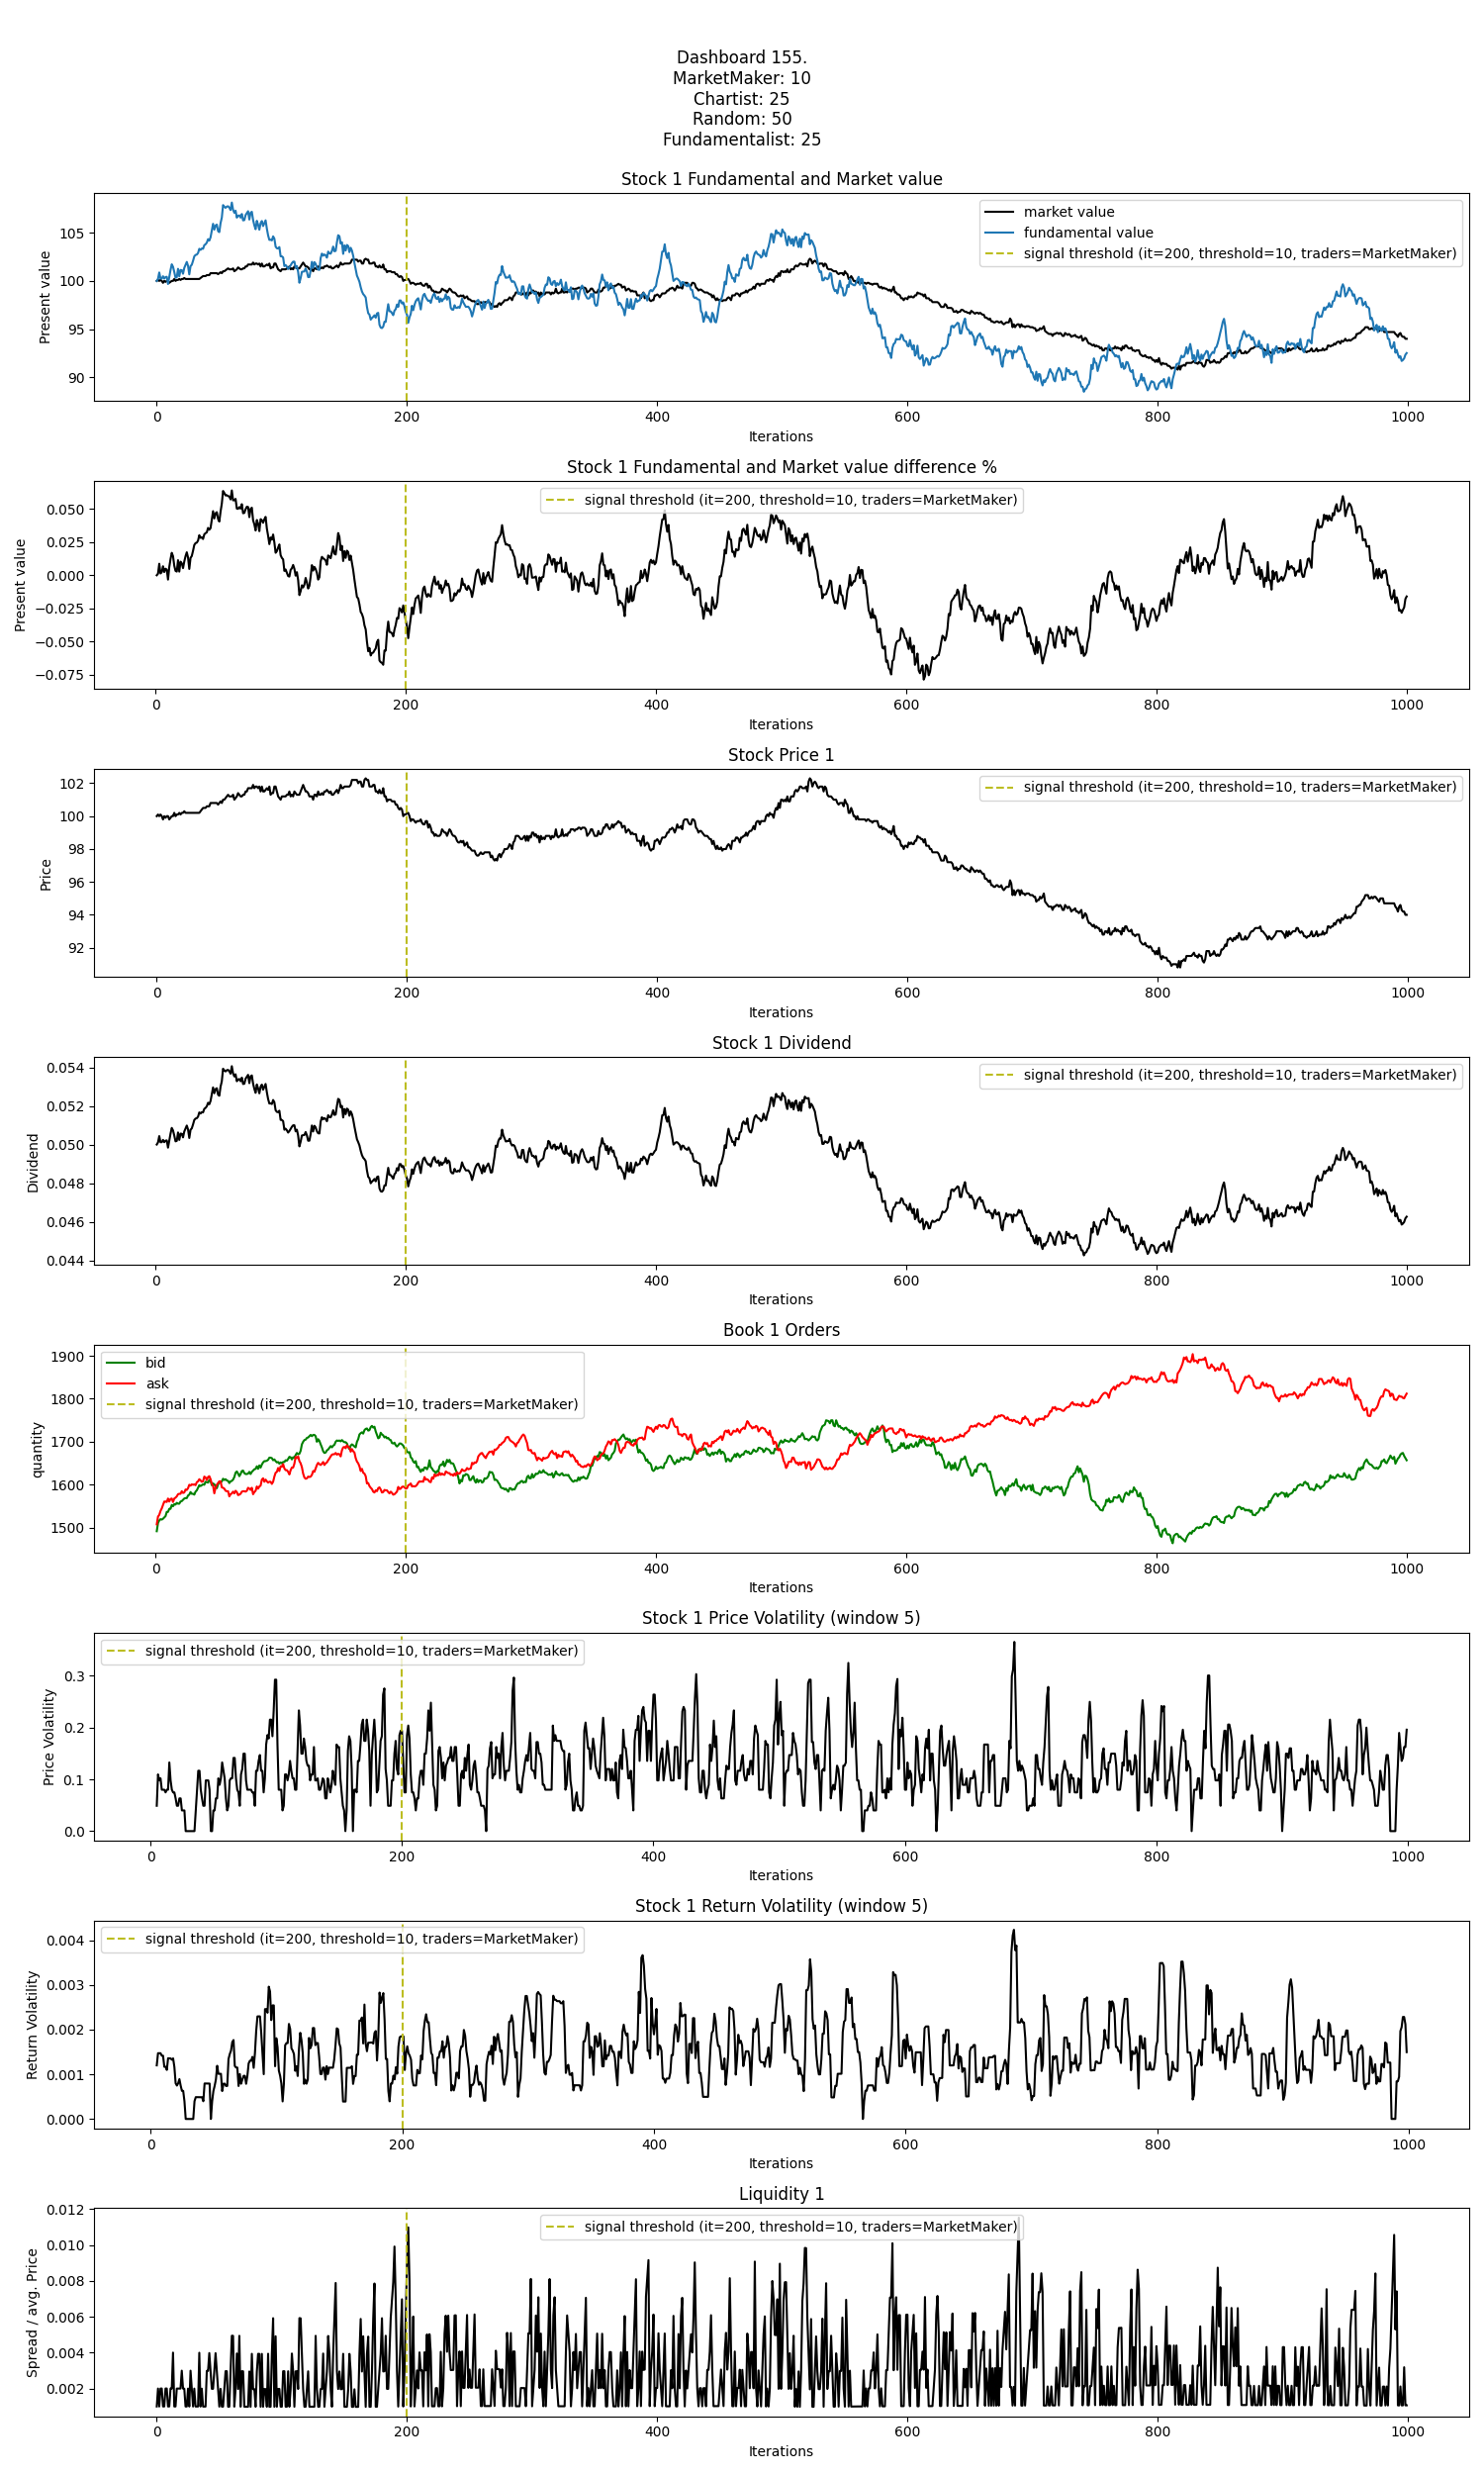 Dashboard 155.
MarketMaker: 10
Chartist: 25
Random: 50
Fundamentalist: 25
Stock 1 Fundamental and Market value
market value
fundamental value
signal threshold (it=200, threshold=10, traders=MarketMaker)
Present value
105
100
95
90
0 200 400 600 800 1000
Iterations
Stock 1 Fundamental and Market value difference %
signal threshold (it=200, threshold=10, traders=MarketMaker)
Present value
0.050
0.025
0.000
−0.025
−0.050
−0.075
0 200 400 600 800 1000
Iterations
Stock Price 1
signal threshold (it=200, threshold=10, traders=MarketMaker)
Price
102
100
98
96
94
92
0 200 400 600 800 1000
Iterations
Stock 1 Dividend
signal threshold (it=200, threshold=10, traders=MarketMaker)
Dividend
0.054
0.052
0.050
0.048
0.046
0.044
0 200 400 600 800 1000
Iterations
Book 1 Orders
bid
ask
signal threshold (it=200, threshold=10, traders=MarketMaker)
quantity
1900
1800
1700
1600
1500
0 200 400 600 800 1000
Iterations
Stock 1 Price Volatility (window 5)
signal threshold (it=200, threshold=10, traders=MarketMaker)
Price Volatility
0.3
0.2
0.1
0.0
0 200 400 600 800 1000
Iterations
Stock 1 Return Volatility (window 5)
signal threshold (it=200, threshold=10, traders=MarketMaker)
Return Volatility
0.004
0.003
0.002
0.001
0.000
0 200 400 600 800 1000
Iterations
Liquidity 1
signal threshold (it=200, threshold=10, traders=MarketMaker)
Spread / avg. Price
0.012
0.010
0.008
0.006
0.004
0.002
0 200 400 600 800 1000
Iterations